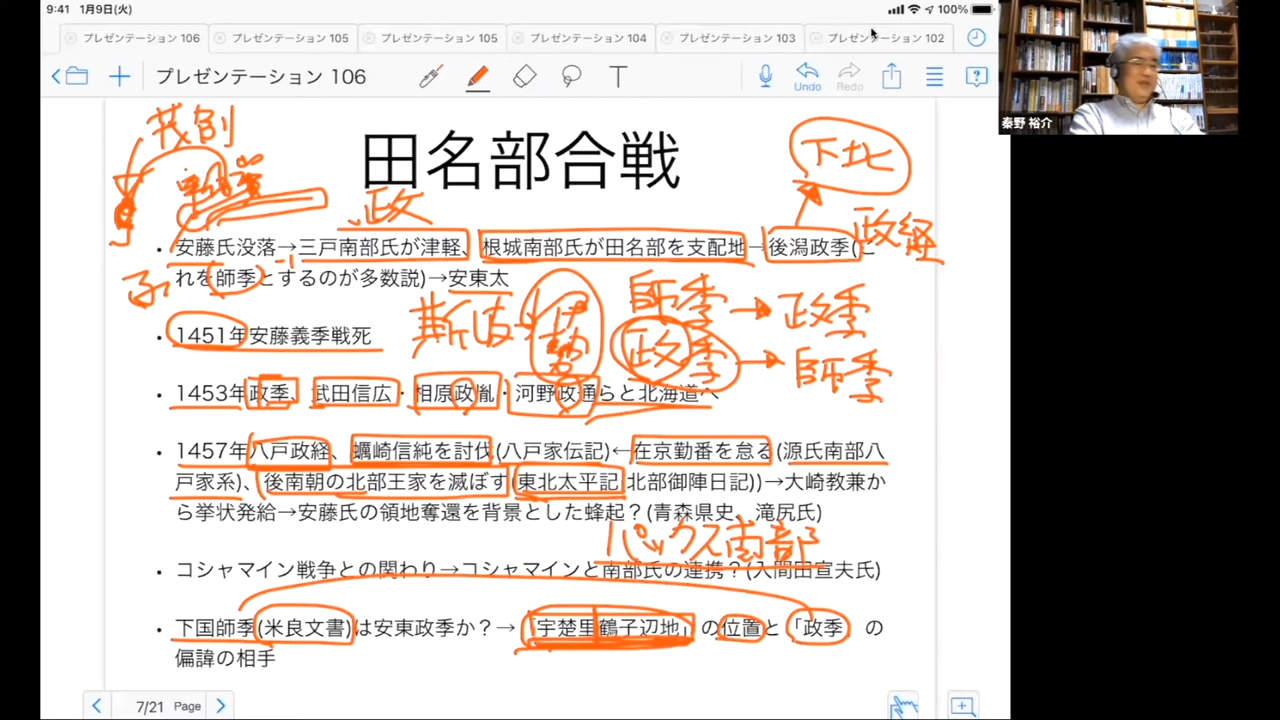 9:41 1月9日(火)
100%
プレゼンテーション 106 プレゼンテーション 105 プレゼンテーション 105 プレゼンテーション 104 プレゼンテーション 103 プレゼンテーション 102
プレゼンテーション 106
T
Undo Redo
秦野 裕介
茂別
田名部合戦
下北
政
政経
・安藤氏没落→三戸南部氏が津軽、根城南部氏が田名部を支配地→後潟政季(こ
れを師季とするのが多数説)→安東太
斯波 伊勢
師季→政季
政季→師季
・1451年安藤義季戦死
・1453年政季、武田信広・相原政胤・河野政通らと北海道へ
・1457年八戸政経、蠣崎信純を討伐(八戸家伝記)←在京勤番を怠る(源氏南部八
戸家系)、後南朝の北部王家を滅ぼす(東北太平記 北部御陣日記))→大崎教兼か
ら挙状発給→安藤氏の領地奪還を背景とした蜂起？(青森県史、滝尻氏)
パックス南部
・コシャマイン戦争との関わり→コシャマインと南部氏の連携？(入間田宣夫氏)
・下国師季(米良文書)は安東政季か？→「宇楚里鶴子辺地」の位置と「政季」の
偏諱の相手
7/21 Page